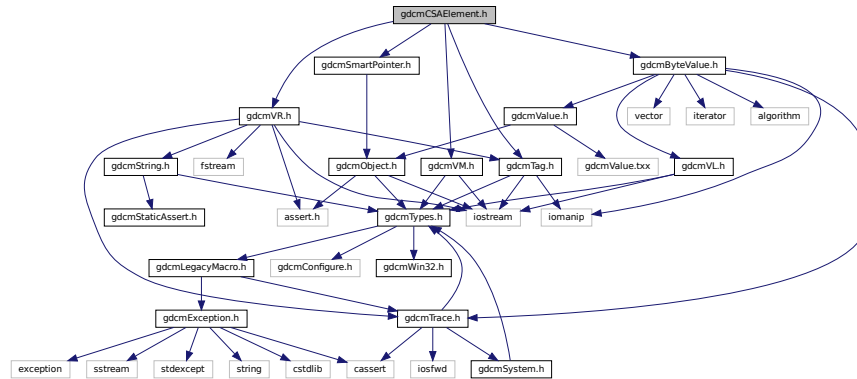 gdcmCSAElement.h
gdcmSmartPointer.h
gdcmByteValue.h
gdcmVR.h
gdcmValue.h
vector
iterator
algorithm
gdcmString.h
fstream
gdcmObject.h
gdcmVM.h
gdcmTag.h
gdcmValue.txx
gdcmVL.h
gdcmStaticAssert.h
assert.h
gdcmTypes.h
iostream
iomanip
gdcmLegacyMacro.h
gdcmConfigure.h
gdcmWin32.h
gdcmException.h
gdcmTrace.h
exception
sstream
stdexcept
string
cstdlib
cassert
iosfwd
gdcmSystem.h